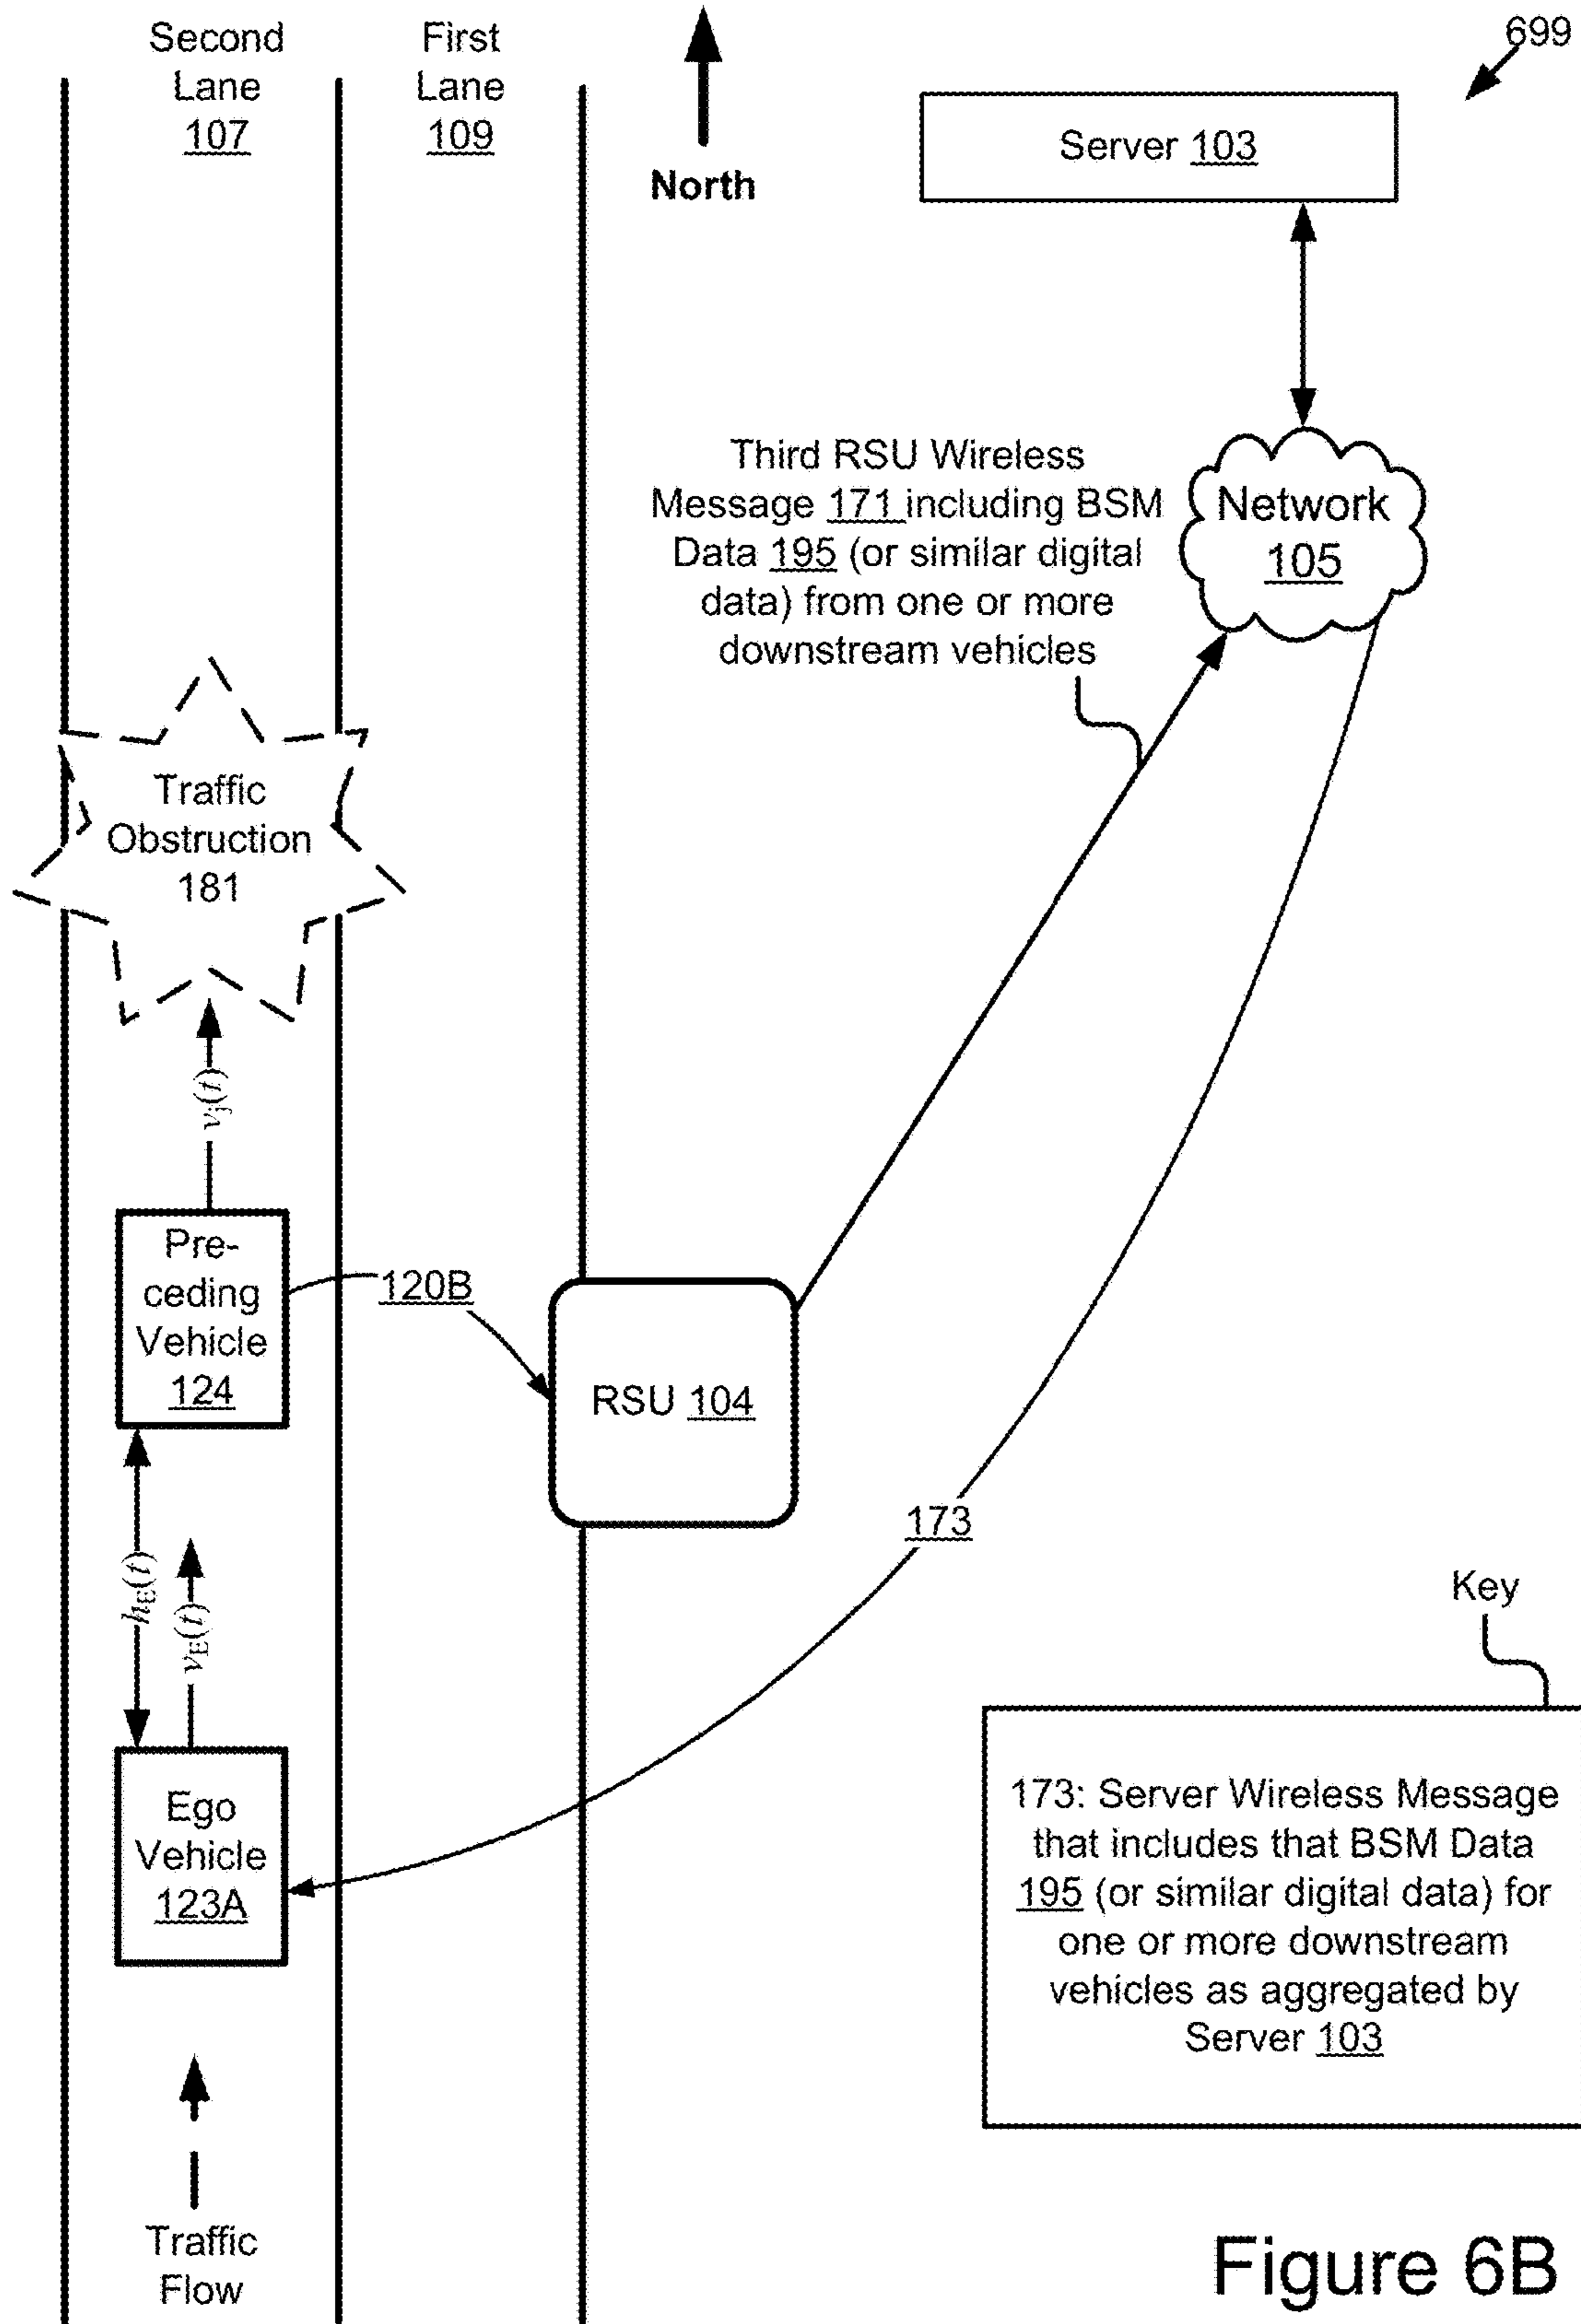 Second
Lane
107
First
Lane
109
North
699
Server 103
Third RSU Wireless
Message 171 including BSM
Data 195 (or similar digital
data) from one or more
downstream vehicles
Network
105
Traffic
Obstruction
181
vj(t)
Pre-
ceding
Vehicle
124
120B
RSU 104
hE(t)
vE(t)
173
Key
Ego
Vehicle
123A
173: Server Wireless Message
that includes that BSM Data
195 (or similar digital data) for
one or more downstream
vehicles as aggregated by
Server 103
Traffic
Flow
Figure 6B